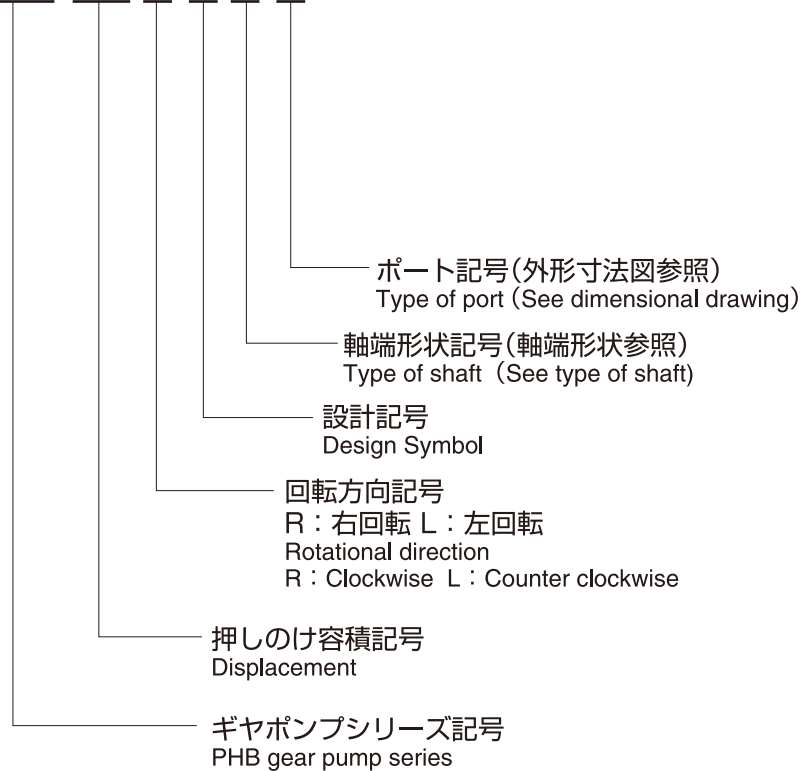 ポート記号(外形寸法図参照)
Type of port (See dimensional drawing)
軸端形状記号(軸端形状参照)
Type of shaft (See type of shaft)
設計記号
Design Symbol
回転方向記号
R：右回転 L：左回転
Rotational direction
R：Clockwise L：Counter clockwise
押しのけ容積記号
Displacement
ギヤポンプシリーズ記号
PHB gear pump series